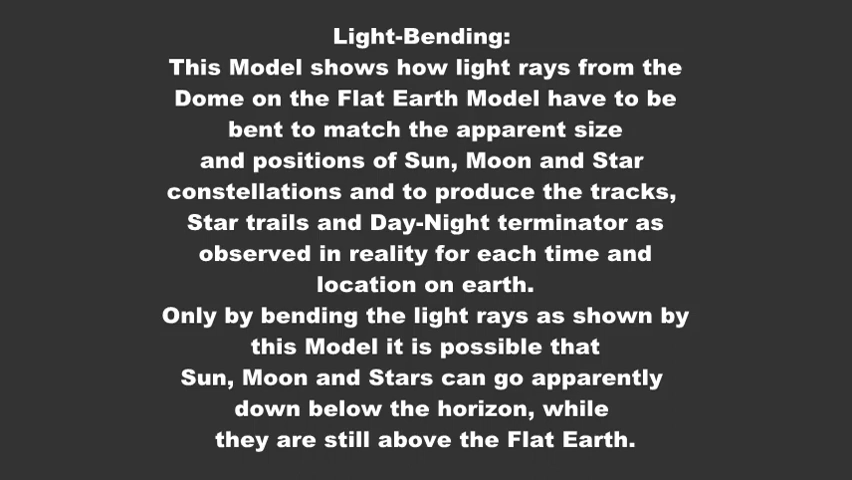 Light-Bending:
This Model shows how light rays from the
Dome on the Flat Earth Model have to be
bent to match the apparent size
and positions of Sun, Moon and Star
constellations and to produce the tracks,
Star trails and Day-Night terminator as
observed in reality for each time and
location on earth.
Only by bending the light rays as shown by
this Model it is possible that
Sun, Moon and Stars can go apparently
down below the horizon, while
they are still above the Flat Earth.